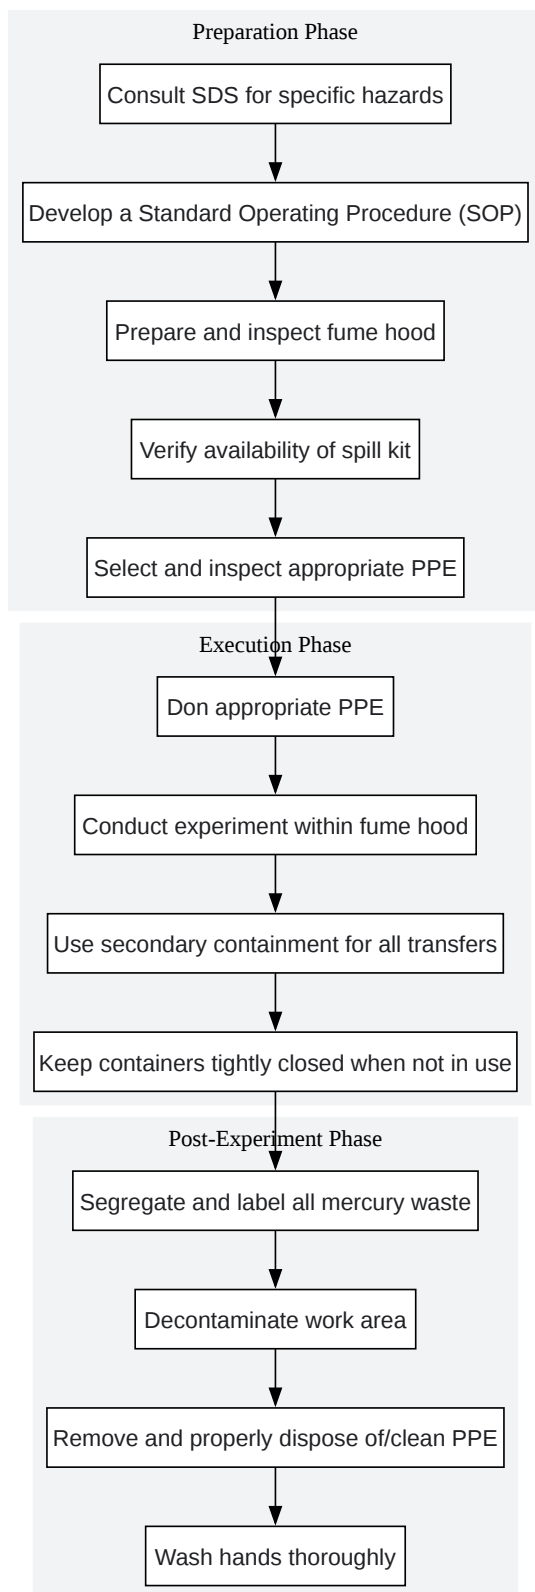 Preparation Phase
Consult SDS for specific hazards
Develop a Standard Operating Procedure (SOP)
Prepare and inspect fume hood
Verify availability of spill kit
Select and inspect appropriate PPE
Execution Phase
Don appropriate PPE
Conduct experiment within fume hood
Use secondary containment for all transfers
Keep containers tightly closed when not in use
Post-Experiment Phase
Segregate and label all mercury waste
Decontaminate work area
Remove and properly dispose of/clean PPE
Wash hands thoroughly